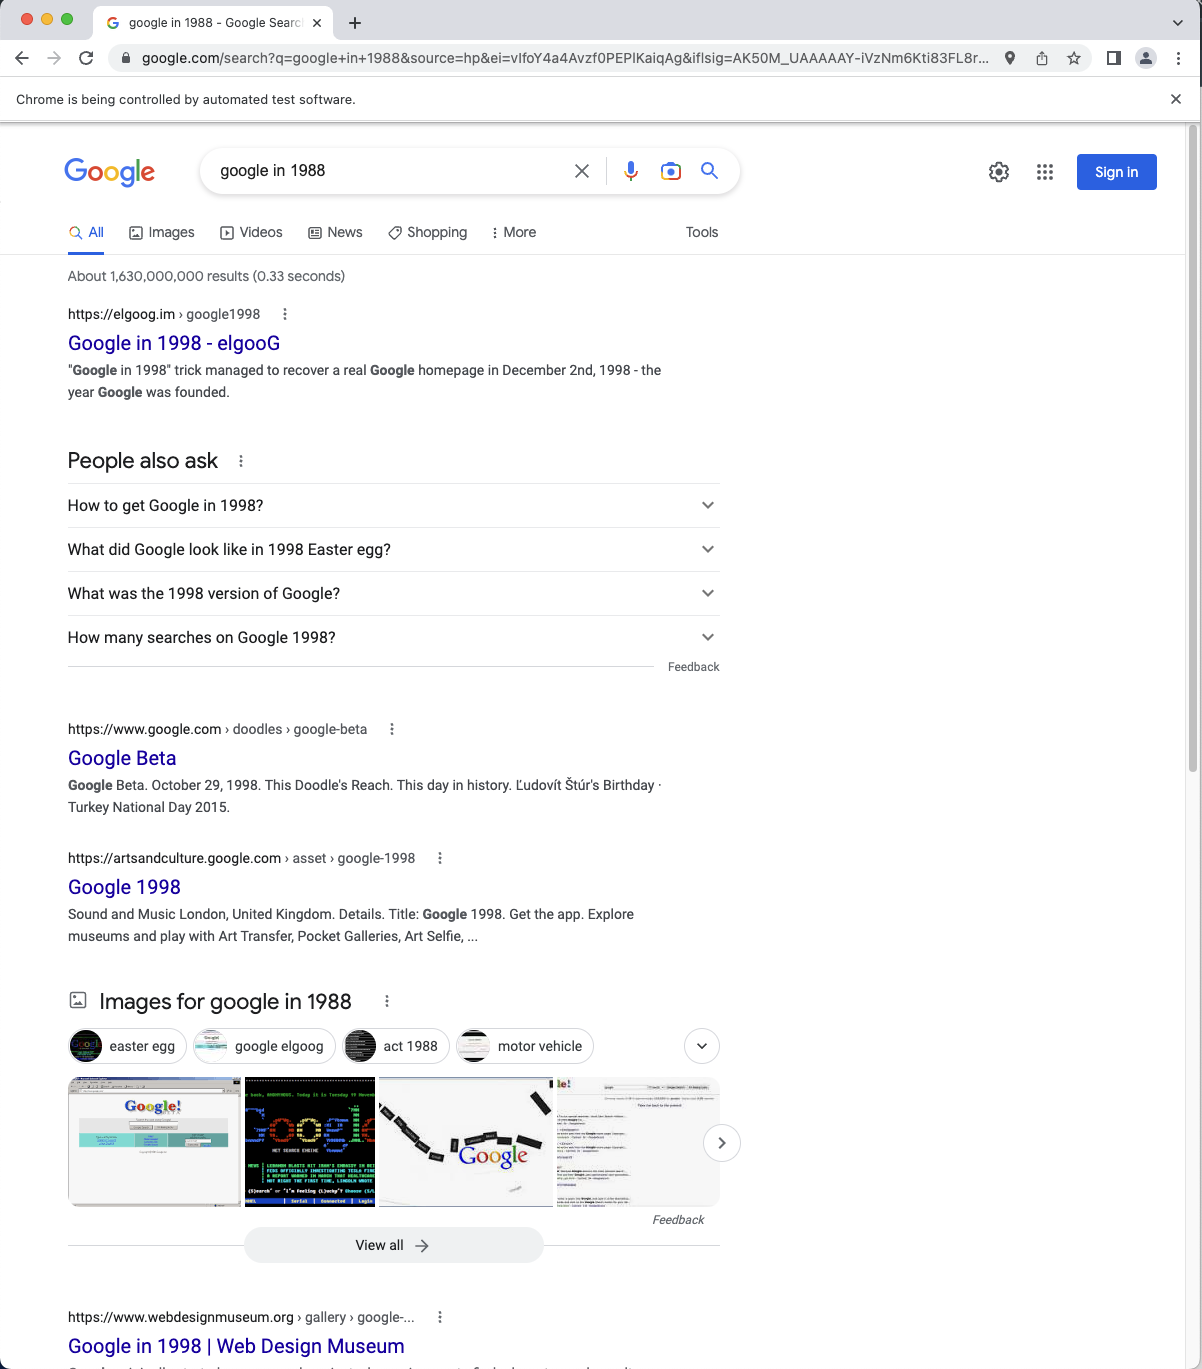 google in 1988 - Google Searc
google.com/search?q=google+in+1988&source=hp&ei=vIfoY4a4Avzf0PEPlKaiqAg&iflsig=AK50M_UAAAAAY-iVzNm6Kti83FL8r...
Chrome is being controlled by automated test software.
Google
google in 1988
Sign in
All
Images
Videos
News
Shopping
More
Tools
About 1,630,000,000 results (0.33 seconds)
https://elgoog.im › google1998
Google in 1998 - elgooG
"Google in 1998" trick managed to recover a real Google homepage in December 2nd, 1998 - the
year Google was founded.
People also ask
How to get Google in 1998?
What did Google look like in 1998 Easter egg?
What was the 1998 version of Google?
How many searches on Google 1998?
Feedback
https://www.google.com › doodles › google-beta
Google Beta
Google Beta. October 29, 1998. This Doodle's Reach. This day in history. Ľudovít Štúr's Birthday ·
Turkey National Day 2015.
https://artsandculture.google.com › asset › google-1998
Google 1998
Sound and Music London, United Kingdom. Details. Title: Google 1998. Get the app. Explore
museums and play with Art Transfer, Pocket Galleries, Art Selfie, ...
Images for google in 1988
easter egg
google elgoog
act 1988
motor vehicle
Google!
NET SEARCH ENGINE
Google
Feedback
View all
https://www.webdesignmuseum.org › gallery › google-...
Google in 1998 | Web Design Museum